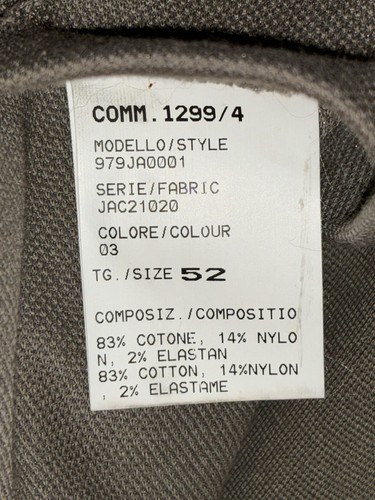 COMM.1299/4
MODELLO/STYLE
979JA0001
SERIE/FABRIC
JAC21020
COLORE/COLOUR
03
TG./SIZE 52
COMPOSIZ./COMPOSITIO
83% COTONE, 14% NYLO
N, 2% ELASTAN
83% COTTON, 14%NYLON
, 2% ELASTAME